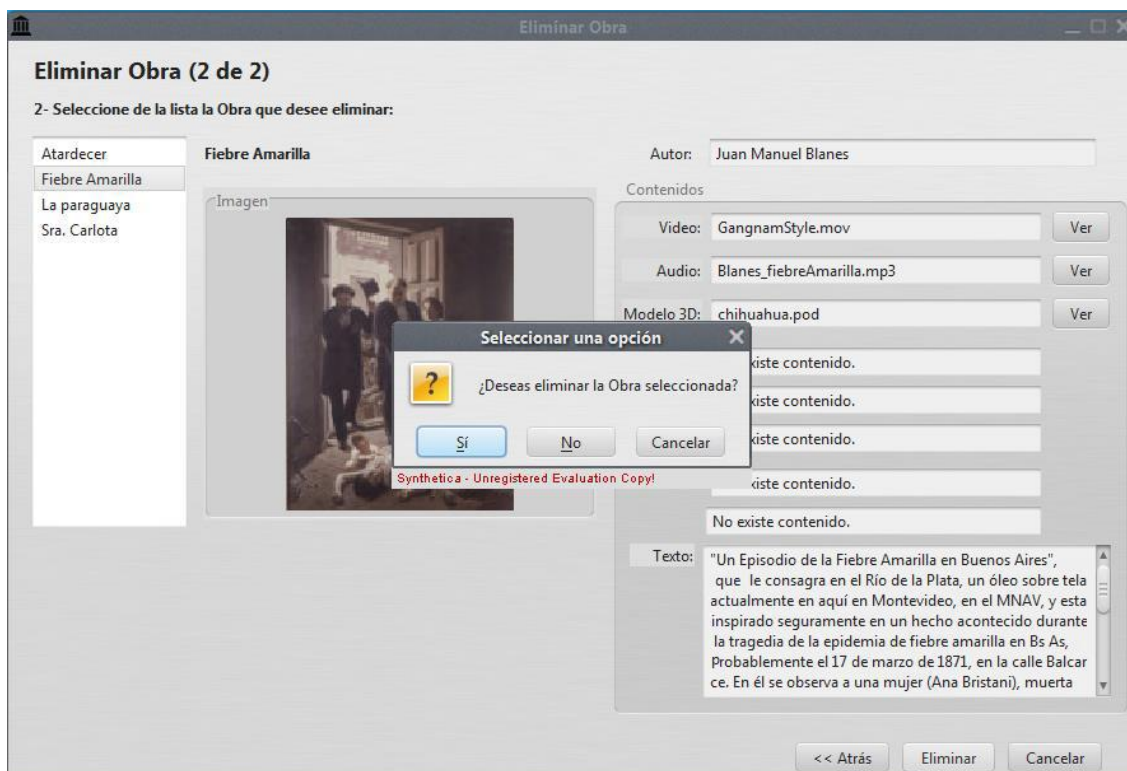 Eliminar Obra
Eliminar Obra (2 de 2)
2- Seleccione de la lista la Obra que desee eliminar:
Atardecer
Fiebre Amarilla
La paraguaya
Sra. Carlota
Fiebre Amarilla
Imagen
Autor: Juan Manuel Blanes
Contenidos
Video: GangnamStyle.mov Ver
Audio: Blanes_fiebreAmarilla.mp3 Ver
Modelo 3D: chihuahua.pod Ver
Seleccionar una opción
¿Deseas eliminar la Obra seleccionada?
Sí No Cancelar
Synthetica - Unregistered Evaluation Copy!
existe contenido.
existe contenido.
existe contenido.
existe contenido.
No existe contenido.
Texto: "Un Episodio de la Fiebre Amarilla en Buenos Aires",
que le consagra en el Río de la Plata, un óleo sobre tela
actualmente en aquí en Montevideo, en el MNAV, y esta
inspirado seguramente en un hecho acontecido durante
la tragedia de la epidemia de fiebre amarilla en Bs As,
Probablemente el 17 de marzo de 1871, en la calle Balcar
ce. En él se observa a una mujer (Ana Bristani), muerta
<< Atrás Eliminar Cancelar